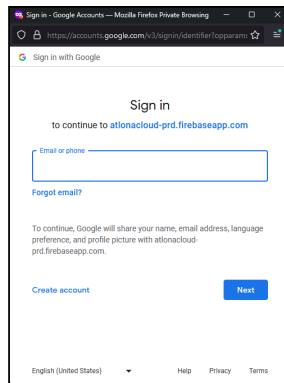 Sign in - Google Accounts — Mozilla Firefox Private Browsing
https://accounts.google.com/v3/signin/identifier?opparams
Sign in with Google
Sign in
to continue to atlonacloud-prd.firebaseapp.com
Email or phone
Forgot email?
To continue, Google will share your name, email address, language
preference, and profile picture with atlonacloud-
prd.firebaseapp.com.
Create account
Next
English (United States)
Help
Privacy
Terms